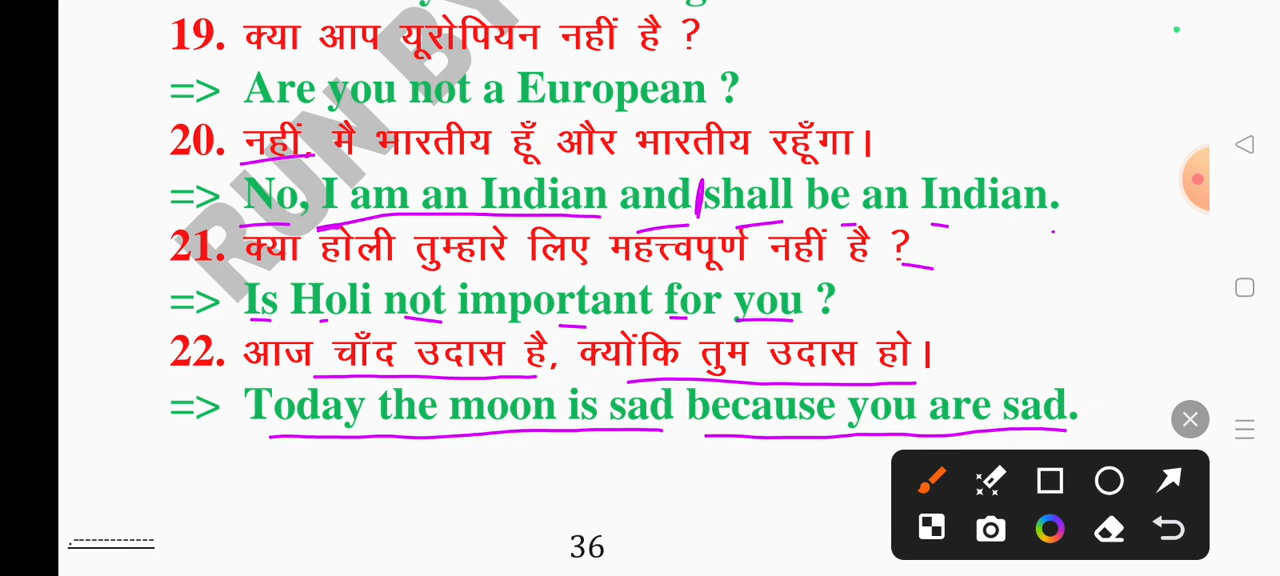 19. क्या आप यूरोपियन नहीं है ?
=> Are you not a European ?
20. नहीं, मै भारतीय हूँ और भारतीय रहूँगा।
=> No, I am an Indian and shall be an Indian.
21. क्या होली तुम्हारे लिए महत्त्वपूर्ण नहीं है ?
=> Is Holi not important for you ?
22. आज चाँद उदास है, क्योंकि तुम उदास हो।
=> Today the moon is sad because you are sad.
RUN BY
36